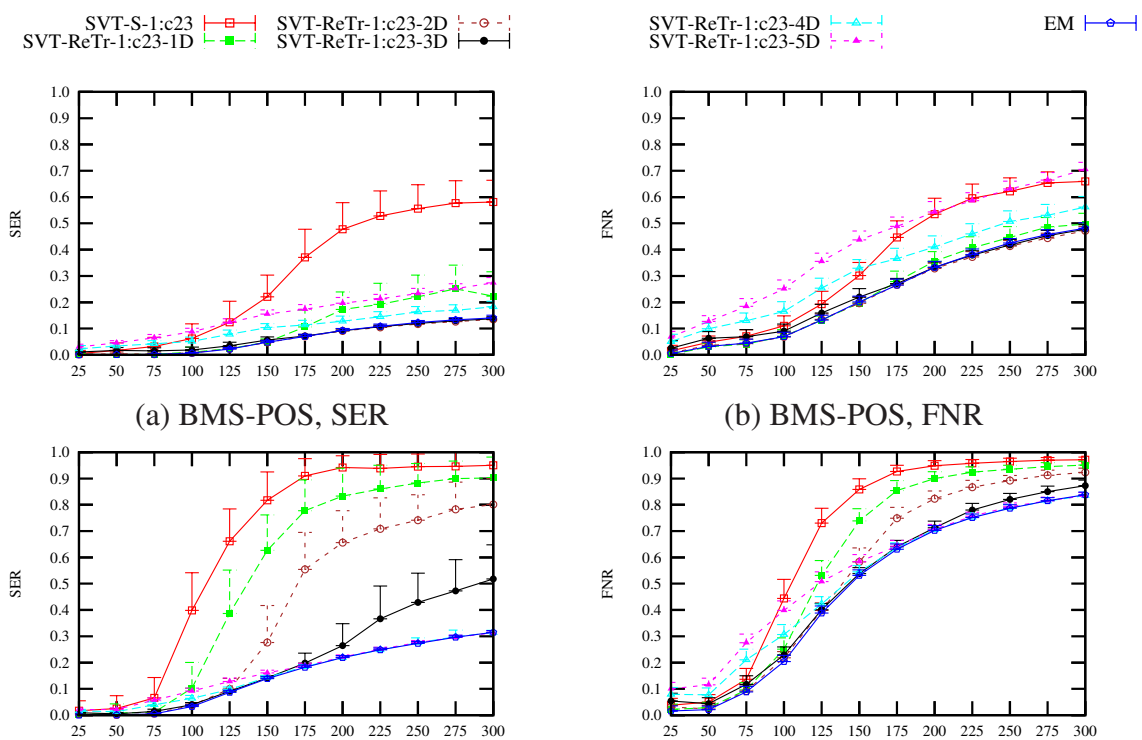 SVT-S-1:c23 SVT-ReTr-1:c23-2D SVT-ReTr-1:c23-4D EM
SVT-ReTr-1:c23-1D SVT-ReTr-1:c23-3D SVT-ReTr-1:c23-5D
1.0 1.0
0.9 0.9
0.8 0.8
0.7 0.7
0.6 0.6
SER 0.5 FNR 0.5
0.4 0.4
0.3 0.3
0.2 0.2
0.1 0.1
0.0 0.0
25 50 75 100 125 150 175 200 225 250 275 300 25 50 75 100 125 150 175 200 225 250 275 300
(a) BMS-POS, SER (b) BMS-POS, FNR
1.0 1.0
0.9 0.9
0.8 0.8
0.7 0.7
0.6 0.6
SER 0.5 FNR 0.5
0.4 0.4
0.3 0.3
0.2 0.2
0.1 0.1
0.0 0.0
25 50 75 100 125 150 175 200 225 250 275 300 25 50 75 100 125 150 175 200 225 250 275 300